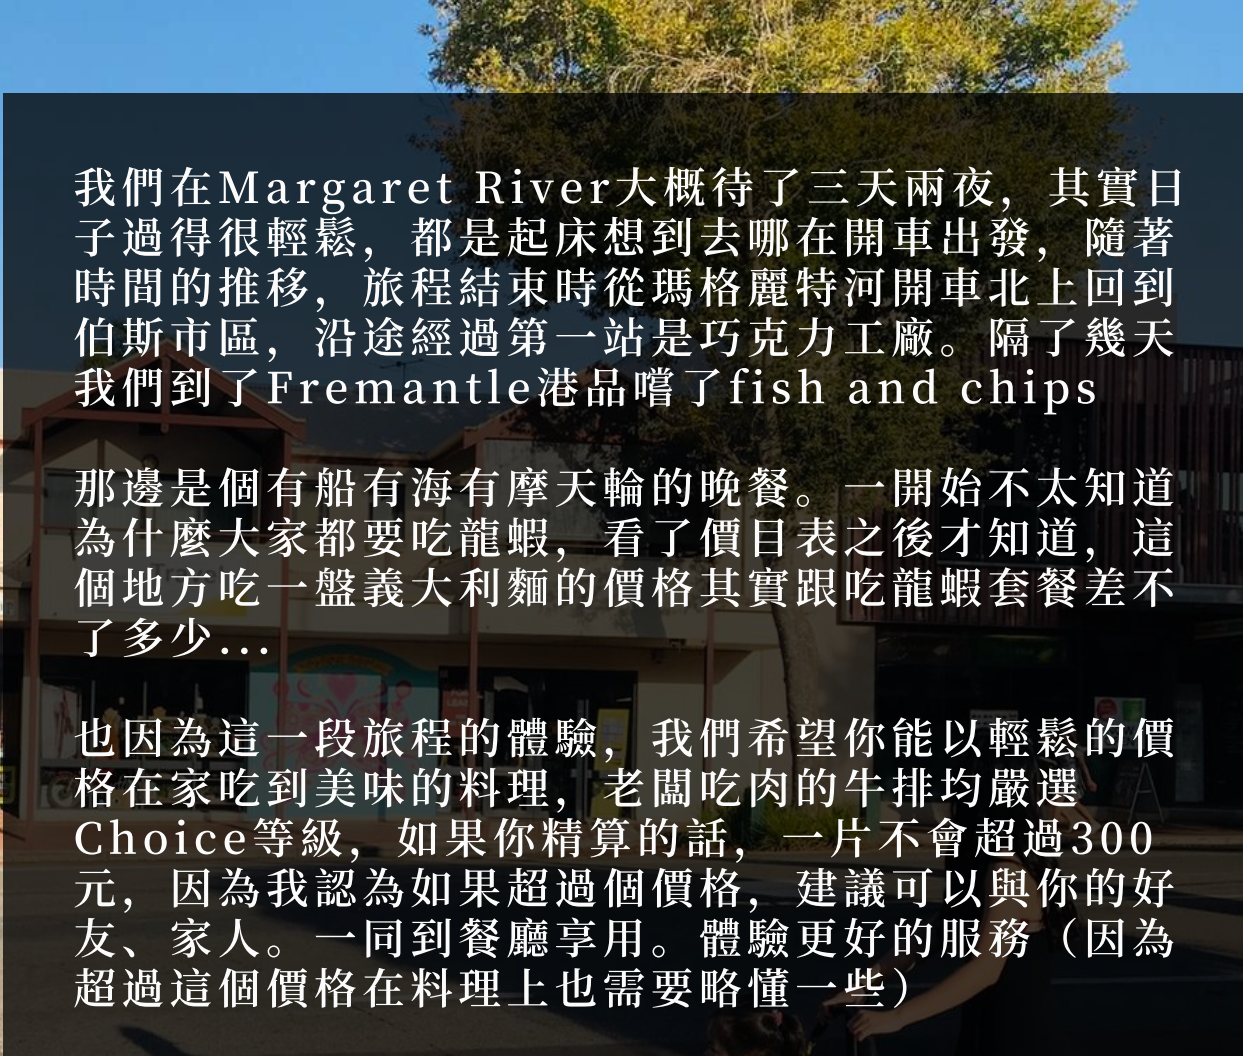 我們在Margaret River大概待了三天兩夜，其實日
子過得很輕鬆，都是起床想到去哪在開車出發，隨著
時間的推移，旅程結束時從瑪格麗特河開車北上回到
伯斯市區，沿途經過第一站是巧克力工廠。隔了幾天
我們到了Fremantle港品嚐了fish and chips
那邊是個有船有海有摩天輪的晚餐。一開始不太知道
為什麼大家都要吃龍蝦，看了價目表之後才知道，這
個地方吃一盤義大利麵的價格其實跟吃龍蝦套餐差不
了多少...
也因為這一段旅程的體驗，我們希望你能以輕鬆的價
格在家吃到美味的料理，老闆吃肉的牛排均嚴選
Choice等級，如果你精算的話，一片不會超過300
元，因為我認為如果超過個價格，建議可以與你的好
友、家人。一同到餐廳享用。體驗更好的服務（因為
超過這個價格在料理上也需要略懂一些）